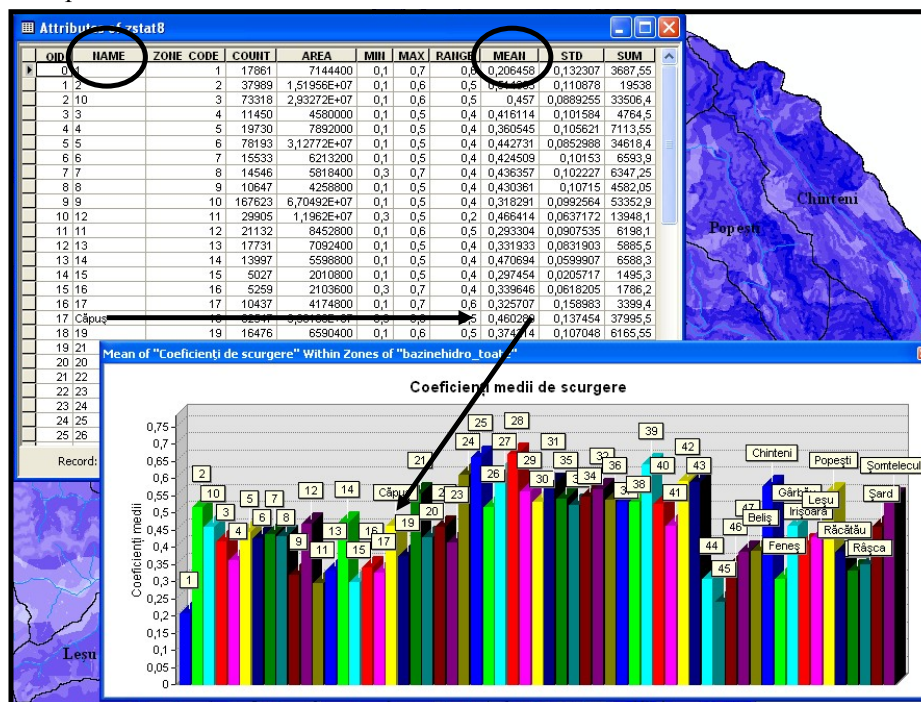 Attributes of zstat8
OID NAME ZONE_CODE COUNT AREA MIN MAX RANGE MEAN STD SUM
0 1 1 17861 7144400 0,1 0,7 0,6 0,206458 0,132307 3687,55
1 2 2 37989 1,51956E+07 0,1 0,6 0,5 0,110878 19538
2 10 3 73318 2,93272E+07 0,1 0,6 0,5 0,457 0,0889255 33506,4
3 3 4 11450 4580000 0,1 0,5 0,4 0,416114 0,101584 4764,5
4 4 5 19730 7892000 0,1 0,5 0,4 0,360545 0,105621 7113,55
5 5 6 78193 3,12772E+07 0,1 0,5 0,4 0,442731 0,0852988 34618,4
6 6 7 15533 6213200 0,1 0,5 0,4 0,424509 0,10153 6593,9
7 7 8 14546 5818400 0,3 0,7 0,4 0,436357 0,102227 6347,25
8 8 9 10647 4258800 0,1 0,5 0,4 0,430361 0,10715 4582,05
9 9 10 167623 6,70492E+07 0,1 0,5 0,4 0,318291 0,0992564 53352,9
10 12 11 29905 1,1962E+07 0,3 0,5 0,2 0,466414 0,0637172 13948,1
11 11 12 21132 8452800 0,1 0,6 0,5 0,293304 0,0907535 6198,1
12 13 13 17731 7092400 0,1 0,5 0,4 0,331933 0,0831903 5885,5
13 14 14 13997 5598800 0,1 0,5 0,4 0,470694 0,0599907 6588,3
14 15 15 5027 2010800 0,1 0,5 0,4 0,297454 0,0205717 1495,3
15 16 16 5259 2103600 0,3 0,7 0,4 0,339646 0,0618205 1786,2
16 17 17 10437 4174800 0,1 0,7 0,6 0,325707 0,158983 3399,4
17 Căpuș 0,460289 0,137454 37995,5
18 19 19 16476 6590400 0,1 0,6 0,5 0,374214 0,107048 6165,55
19 21
20 20
21 22
22 23
23 24
24 25
25 26
Record:
Chinteni
Popești
Leșu
Mean of "Coeficienți de scurgere" Within Zones of "bazinehidro_toate"
Coeficienți medii de scurgere
Coeficienți medii
0,75
0,7
0,65
0,6
0,55
0,5
0,45
0,4
0,35
0,3
0,25
0,2
0,15
0,1
0,05
0
1 2 10 3 4 5 6 7 8 9 12 11 13 14 15 16 17 Căpuș 19 21 20 23 24 25 26 27 28 29 30 31 35 34 36 38 39 40 41 42 43 44 45 46 47 Beliș Chinteni Feneș Irișoara Leșu Popești Răcătău Râșca Șard Șomtelecul